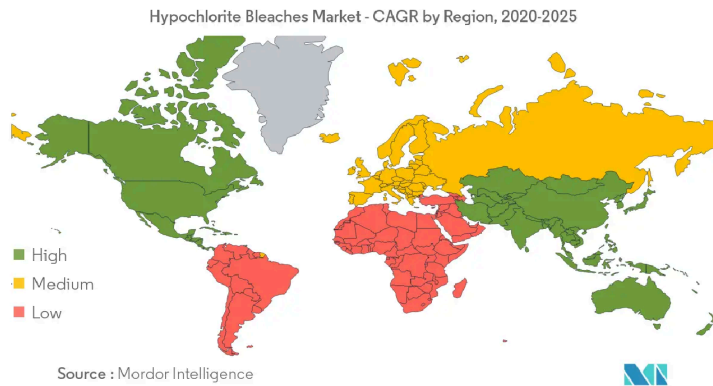 Hypochlorite Bleaches Market - CAGR by Region, 2020-2025
High
Medium
Low
Source : Mordor Intelligence